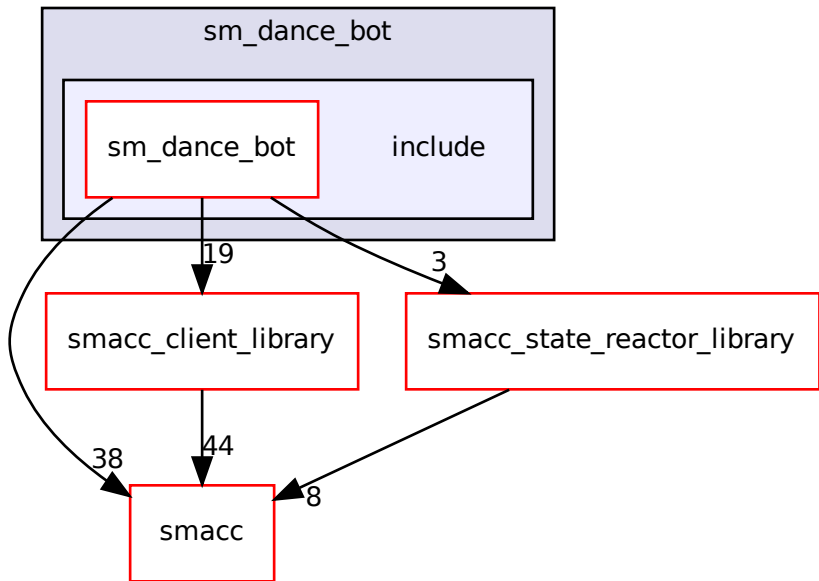 sm_dance_bot
sm_dance_bot
include
19
3
smacc_client_library
smacc_state_reactor_library
38
44
8
smacc